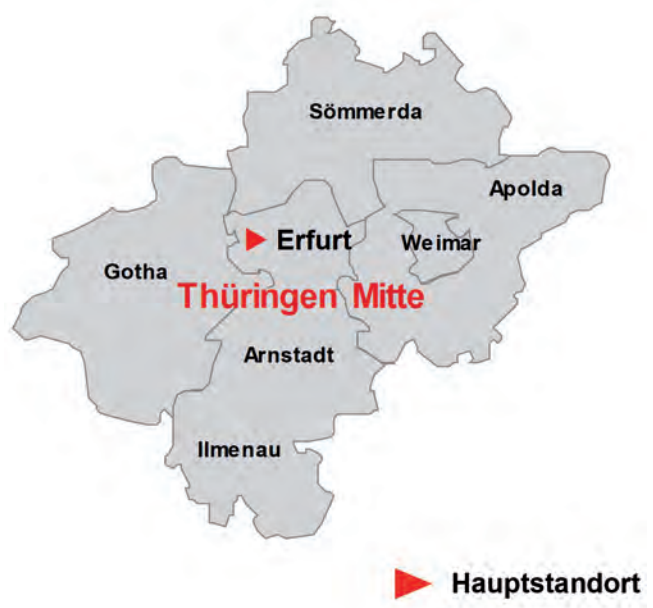 Sömmerda
Apolda
Erfurt
Weimar
Gotha
Thüringen Mitte
Arnstadt
Ilmenau
Hauptstandort